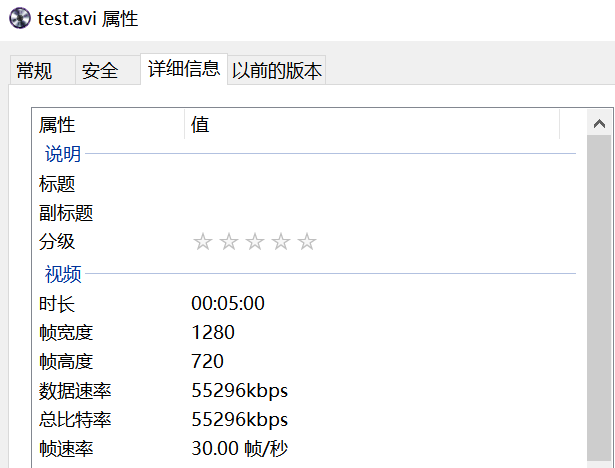 test.avi 属性
常规 安全 详细信息 以前的版本
属性 值
说明
标题
副标题
分级 ☆☆☆☆☆
视频
时长 00:05:00
帧宽度 1280
帧高度 720
数据速率 55296kbps
总比特率 55296kbps
帧速率 30.00 帧/秒